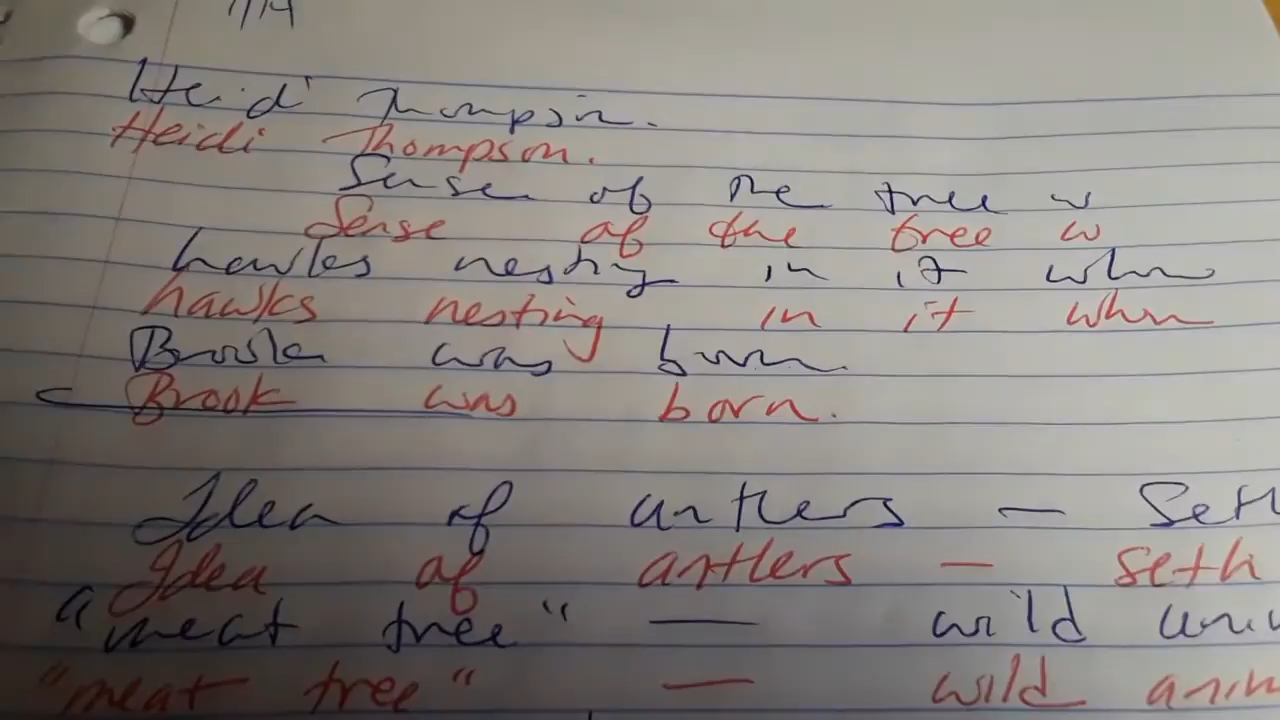 Heidi Thompson.
Heidi Thompson.
Sense of the tree w
Sense of the tree w
hawks nesting in it when
hawks nesting in it when
Brook was born.
Brook was born.
Idea of antlers — Seth
Idea of antlers — Seth
"meat tree" — wild
"meat tree" — wild